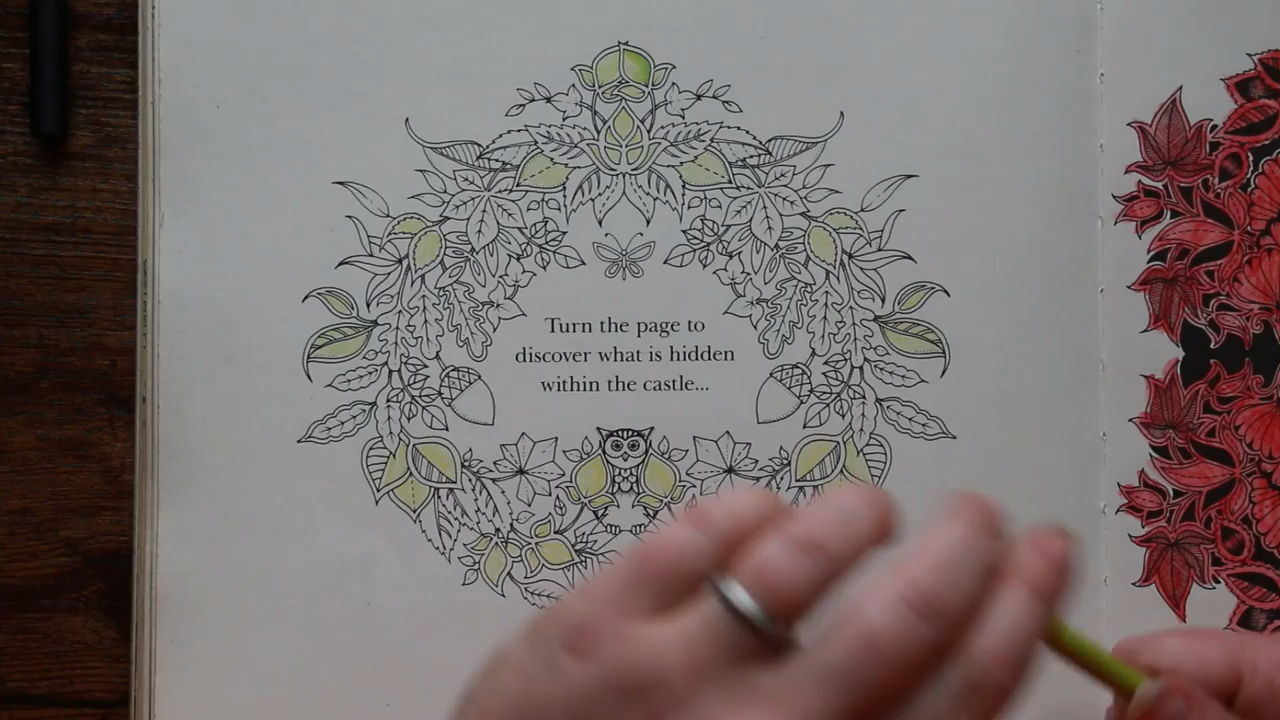 Turn the page to
discover what is hidden
within the castle...